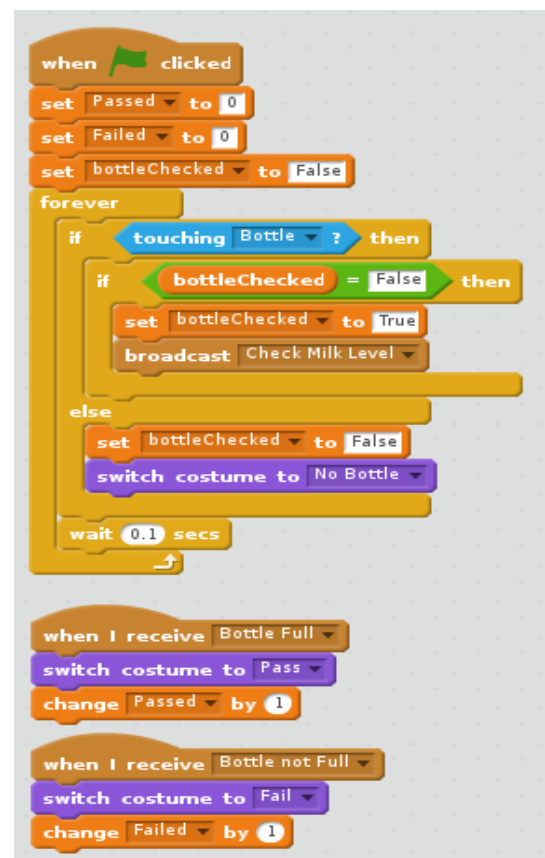 when clicked
set Passed to 0
set Failed to 0
set bottleChecked to False
forever
if touching Bottle ? then
if bottleChecked = False then
set bottleChecked to True
broadcast Check Milk Level
else
set bottleChecked to False
switch costume to No Bottle
wait 0.1 secs
when I receive Bottle Full
switch costume to Pass
change Passed by 1
when I receive Bottle not Full
switch costume to Fail
change Failed by 1